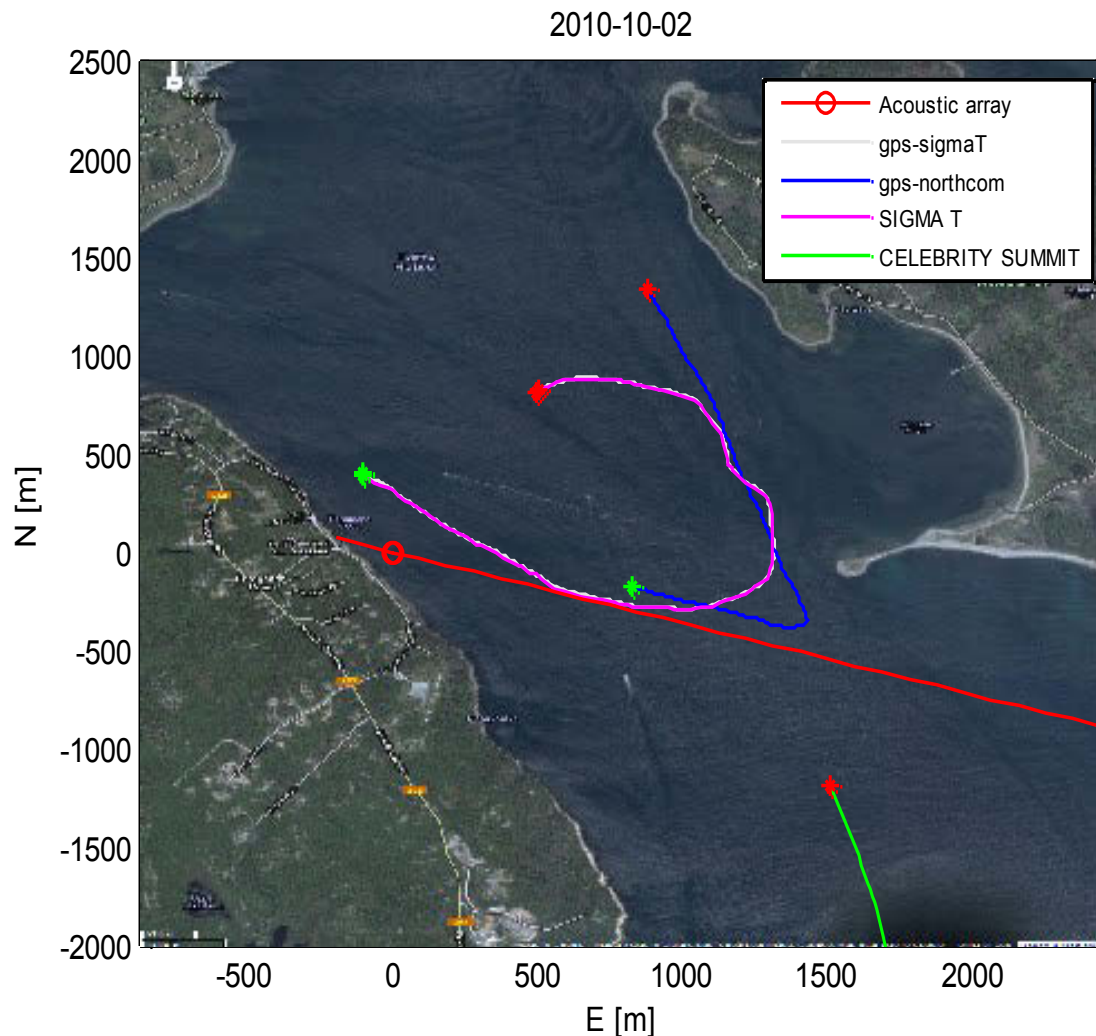 2010-10-02
2500
2000
1500
1000
500
0
-500
-1000
-1500
-2000
N [m]
Acoustic array
gps-sigmaT
gps-northcom
SIGMA T
CELEBRITY SUMMIT
-500 0 500 1000 1500 2000
E [m]